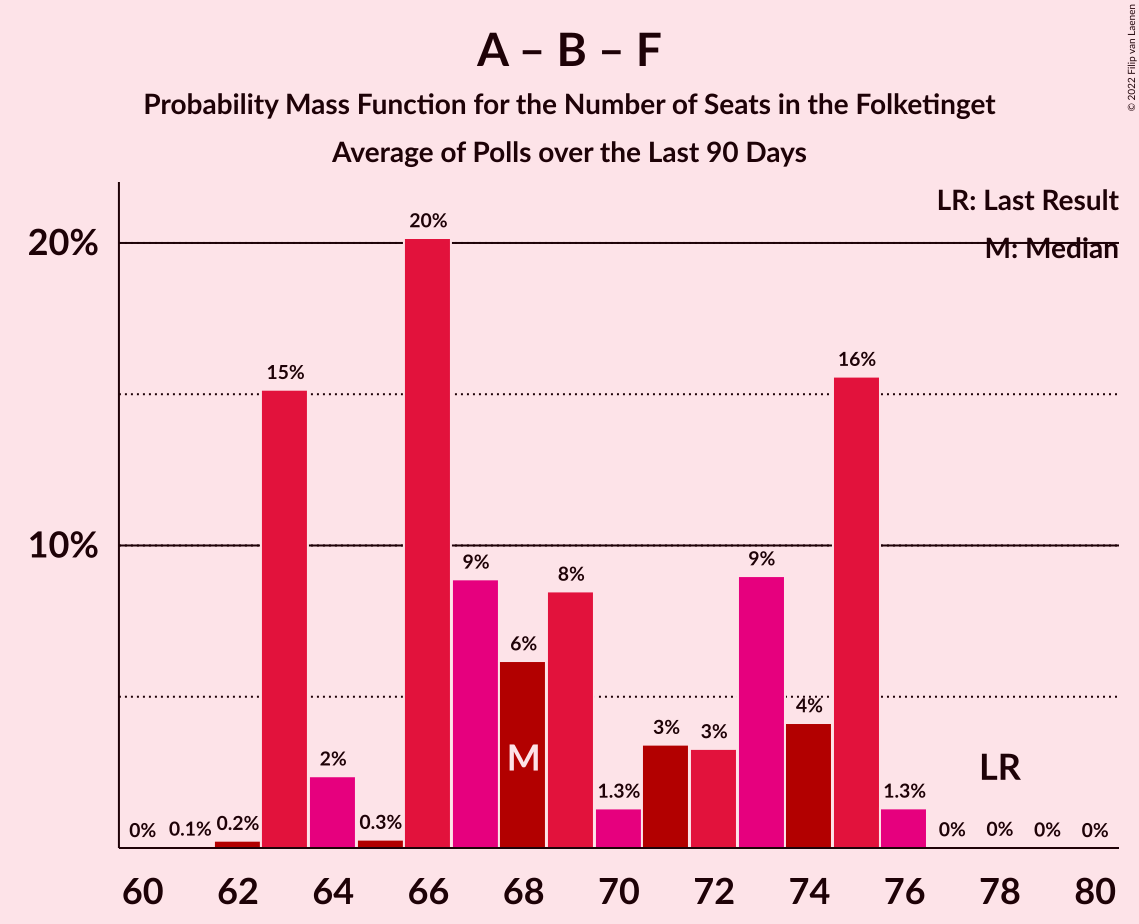 A – B – F
Probability Mass Function for the Number of Seats in the Folketinget
Average of Polls over the Last 90 Days
© 2022 Filip van Laenen
LR: Last Result
M: Median
20%
10%
0%
0.1%
0.2%
15%
2%
0.3%
20%
9%
6%
8%
1.3%
3%
3%
9%
4%
16%
1.3%
0%
0%
0%
0%
M
LR
60 62 64 66 68 70 72 74 76 78 80